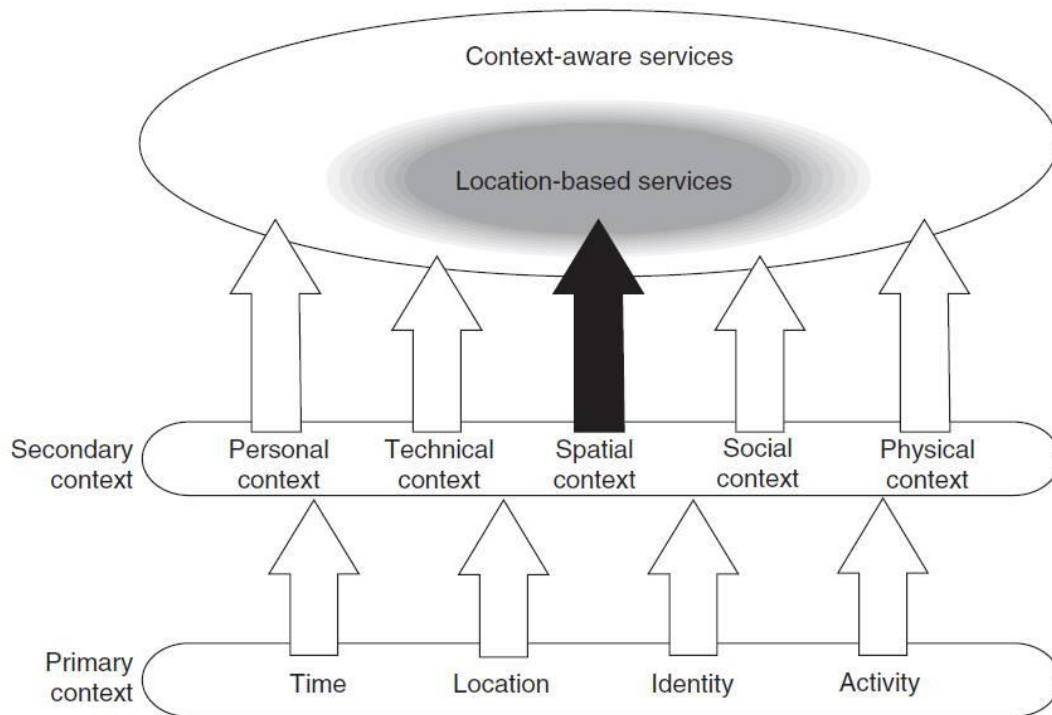 Context-aware services
Location-based services
Secondary
context
Personal
context
Technical
context
Spatial
context
Social
context
Physical
context
Primary
context
Time
Location
Identity
Activity